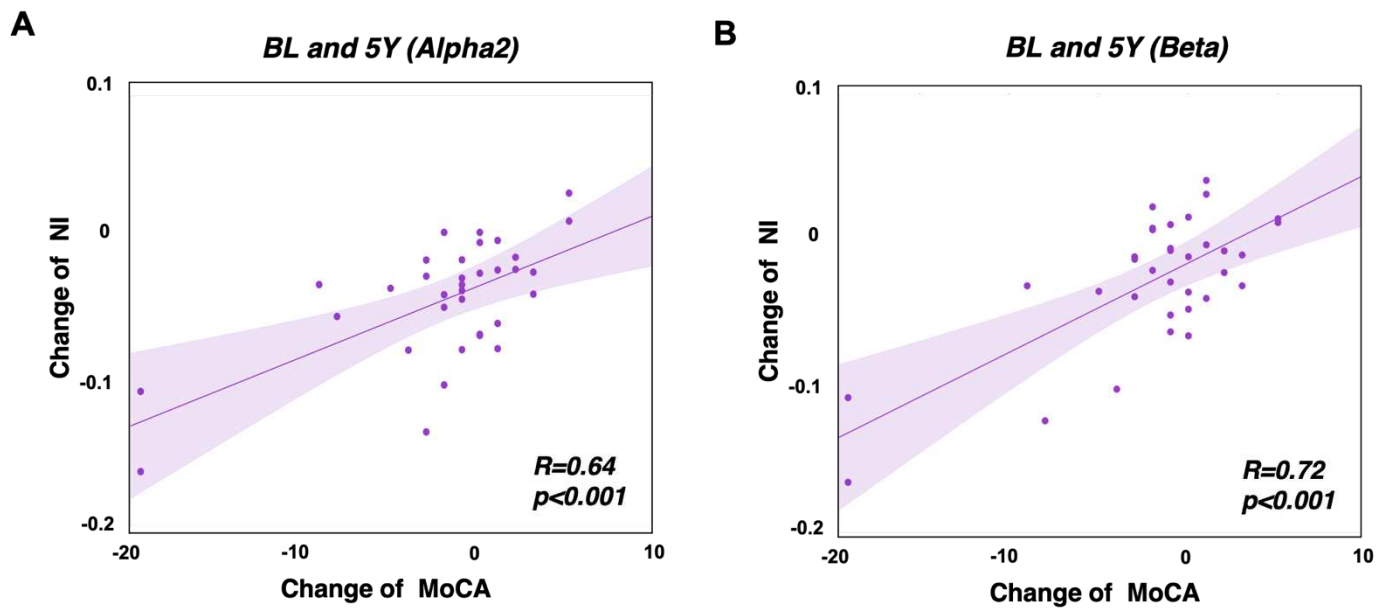 A
BL and 5Y (Alpha2)
0.1
0
-0.1
-0.2
Change of NI
-20
-10
0
10
Change of MoCA
R=0.64
p<0.001
B
BL and 5Y (Beta)
0.1
0
-0.1
-0.2
Change of NI
-20
-10
0
10
Change of MoCA
R=0.72
p<0.001